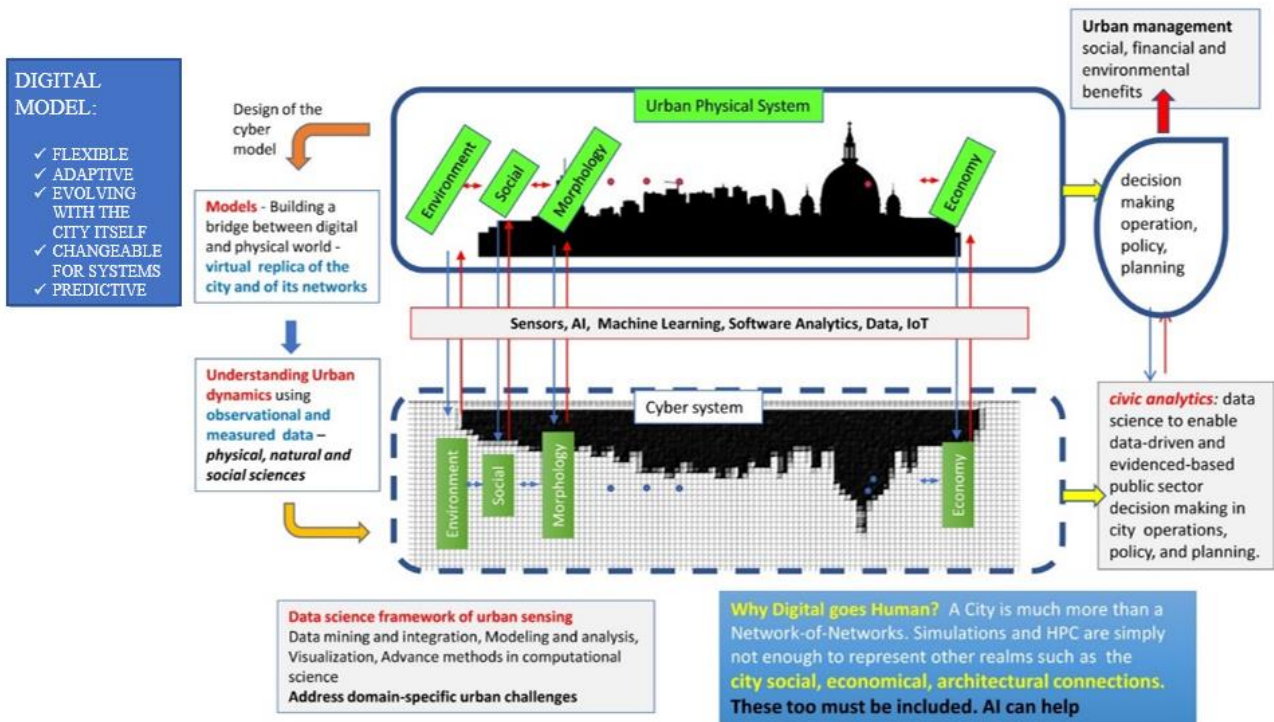 DIGITAL
MODEL:
✓ FLEXIBLE
✓ ADAPTIVE
✓ EVOLVING
WITH THE
CITY ITSELF
✓ CHANGEABLE
FOR SYSTEMS
✓ PREDICTIVE
Design of the
cyber
model
Models - Building a
bridge between digital
and physical world -
virtual replica of the
city and of its networks
Understanding Urban
dynamics using
observational and
measured data –
physical, natural and
social sciences
Urban Physical System
Environment
Social
Morphology
Economy
Sensors, AI, Machine Learning, Software Analytics, Data, IoT
Cyber system
Environment
Social
Morphology
Economy
Urban management
social, financial and
environmental
benefits
decision
making
operation,
policy,
planning
civic analytics: data
science to enable
data-driven and
evidenced-based
public sector
decision making in
city operations,
policy, and planning.
Data science framework of urban sensing
Data mining and integration, Modeling and analysis,
Visualization, Advance methods in computational
science
Address domain-specific urban challenges
Why Digital goes Human? A City is much more than a
Network-of-Networks. Simulations and HPC are simply
not enough to represent other realms such as the
city social, economical, architectural connections.
These too must be included. AI can help